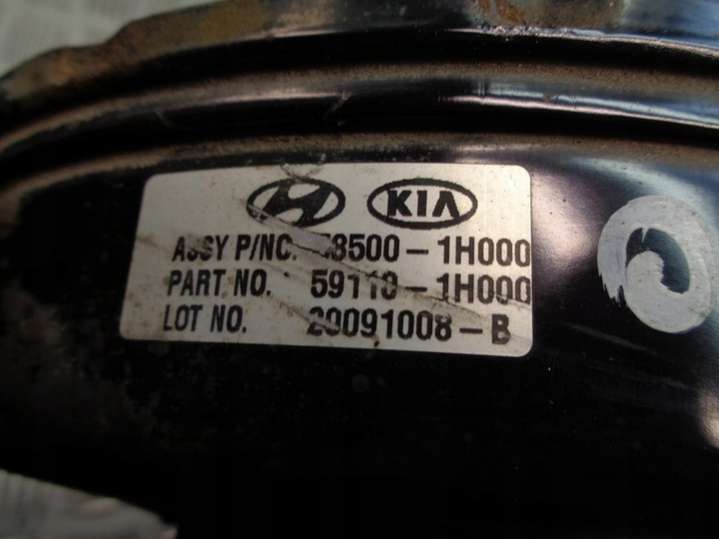 KIA
ASSY P/NO. 58500-1H000
PART NO. 59110-1H000
LOT NO. 20091008-B